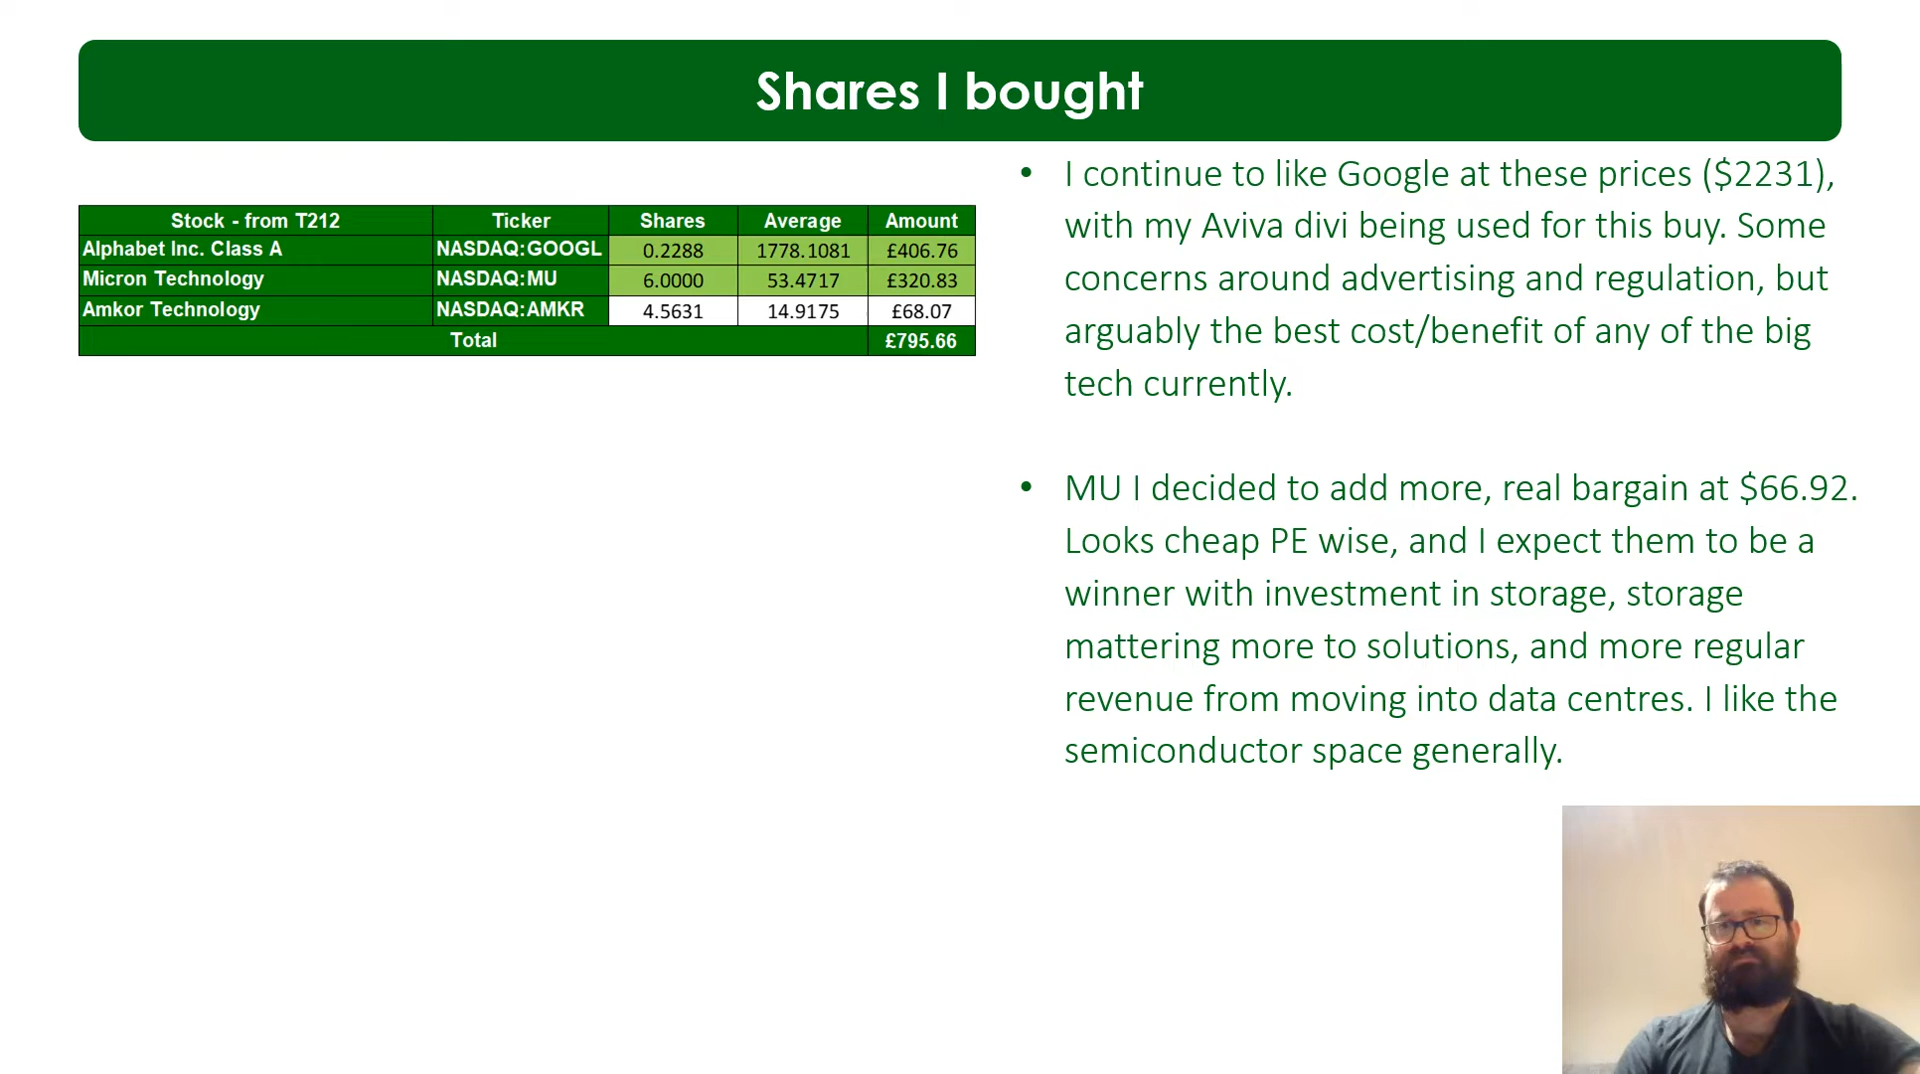 Shares I bought
Stock - from T212 Ticker Shares Average Amount
Alphabet Inc. Class A NASDAQ:GOOGL 0.2288 1778.1081 £406.76
Micron Technology NASDAQ:MU 6.0000 53.4717 £320.83
Amkor Technology NASDAQ:AMKR 4.5631 14.9175 £68.07
Total £795.66
• I continue to like Google at these prices ($2231),
with my Aviva divi being used for this buy. Some
concerns around advertising and regulation, but
arguably the best cost/benefit of any of the big
tech currently.
• MU I decided to add more, real bargain at $66.92.
Looks cheap PE wise, and I expect them to be a
winner with investment in storage, storage
mattering more to solutions, and more regular
revenue from moving into data centres. I like the
semiconductor space generally.